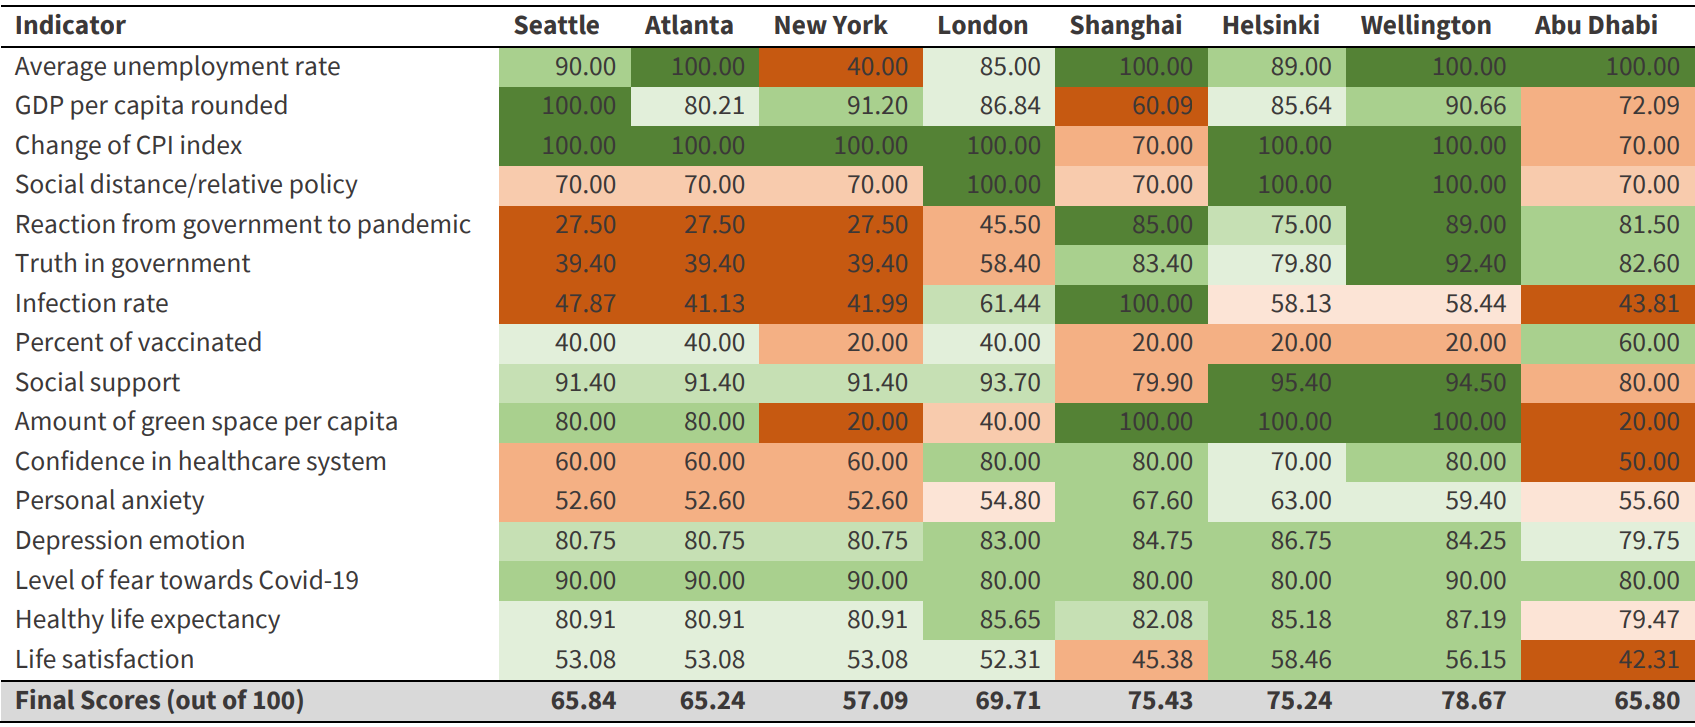 Indicator Seattle Atlanta New York London Shanghai Helsinki Wellington Abu Dhabi
Average unemployment rate 90.00 100.00 40.00 85.00 100.00 89.00 100.00 100.00
GDP per capita rounded 100.00 80.21 91.20 86.84 60.09 85.64 90.66 72.09
Change of CPI index 100.00 100.00 100.00 100.00 70.00 100.00 100.00 70.00
Social distance/relative policy 70.00 70.00 70.00 100.00 70.00 100.00 100.00 70.00
Reaction from government to pandemic 27.50 27.50 27.50 45.50 85.00 75.00 89.00 81.50
Truth in government 39.40 39.40 39.40 58.40 83.40 79.80 92.40 82.60
Infection rate 47.87 41.13 41.99 61.44 100.00 58.13 58.44 43.81
Percent of vaccinated 40.00 40.00 20.00 40.00 20.00 20.00 20.00 60.00
Social support 91.40 91.40 91.40 93.70 79.90 95.40 94.50 80.00
Amount of green space per capita 80.00 80.00 20.00 40.00 100.00 100.00 100.00 20.00
Confidence in healthcare system 60.00 60.00 60.00 80.00 80.00 70.00 80.00 50.00
Personal anxiety 52.60 52.60 52.60 54.80 67.60 63.00 59.40 55.60
Depression emotion 80.75 80.75 80.75 83.00 84.75 86.75 84.25 79.75
Level of fear towards Covid-19 90.00 90.00 90.00 80.00 80.00 80.00 90.00 80.00
Healthy life expectancy 80.91 80.91 80.91 85.65 82.08 85.18 87.19 79.47
Life satisfaction 53.08 53.08 53.08 52.31 45.38 58.46 56.15 42.31
Final Scores (out of 100) 65.84 65.24 57.09 69.71 75.43 75.24 78.67 65.80